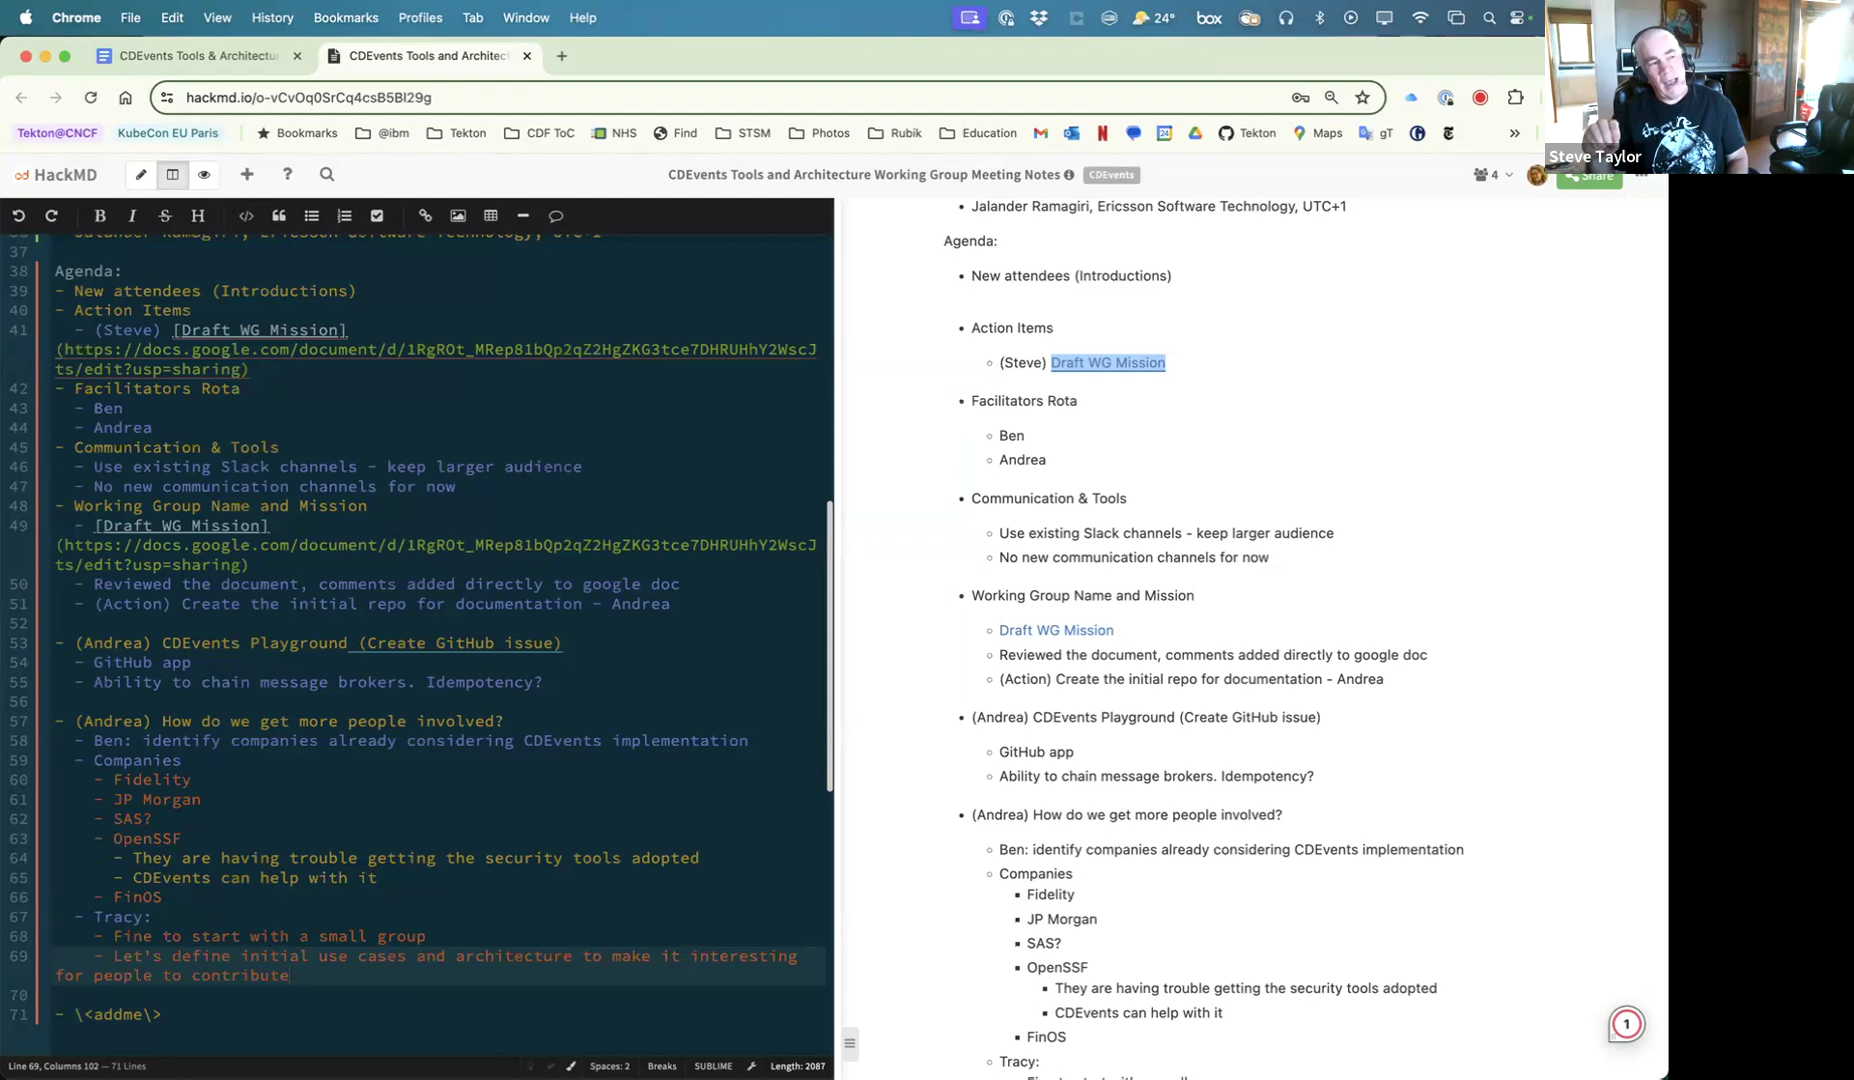 Chrome File Edit View History Bookmarks Profiles Tab Window Help box 24°
CDEvents Tools & Architectur CDEvents Tools and Architec
hackmd.io/o-vCvOq0SrCq4csB5Bl29g
Tekton@CNCF KubeCon EU Paris Bookmarks @ibm Tekton CDF ToC NHS Find STSM Photos Rubik Education Tekton Maps gT
Steve Taylor
HackMD
CDEvents Tools and Architecture Working Group Meeting Notes CDEvents 4 Share
37
38 Agenda:
39 - New attendees (Introductions)
40 - Action Items
41 - (Steve) [Draft WG Mission]
(https://docs.google.com/document/d/1RgROt_MRep81bQp2qZ2HgZKG3tce7DHRUHhY2WscJ
ts/edit?usp=sharing)
42 - Facilitators Rota
43 - Ben
44 - Andrea
45 - Communication & Tools
46 - Use existing Slack channels - keep larger audience
47 - No new communication channels for now
48 - Working Group Name and Mission
49 - [Draft WG Mission]
(https://docs.google.com/document/d/1RgROt_MRep81bQp2qZ2HgZKG3tce7DHRUHhY2WscJ
ts/edit?usp=sharing)
50 - Reviewed the document, comments added directly to google doc
51 - (Action) Create the initial repo for documentation - Andrea
52
53 - (Andrea) CDEvents Playground (Create GitHub issue)
54 - GitHub app
55 - Ability to chain message brokers. Idempotency?
56
57 - (Andrea) How do we get more people involved?
58 - Ben: identify companies already considering CDEvents implementation
59 - Companies
60 - Fidelity
61 - JP Morgan
62 - SAS?
63 - OpenSSF
64 - They are having trouble getting the security tools adopted
65 - CDEvents can help with it
66 - FinOS
67 - Tracy:
68 - Fine to start with a small group
69 - Let's define initial use cases and architecture to make it interesting
for people to contribute
70
71 - \<addme\>
Line 69, Columns 102 — 71 Lines Spaces: 2 Breaks SUBLIME Length: 2087
• Jalander Ramagiri, Ericsson Software Technology, UTC+1
Agenda:
• New attendees (Introductions)
• Action Items
◦ (Steve) Draft WG Mission
• Facilitators Rota
◦ Ben
◦ Andrea
• Communication & Tools
◦ Use existing Slack channels - keep larger audience
◦ No new communication channels for now
• Working Group Name and Mission
◦ Draft WG Mission
◦ Reviewed the document, comments added directly to google doc
◦ (Action) Create the initial repo for documentation - Andrea
• (Andrea) CDEvents Playground (Create GitHub issue)
◦ GitHub app
◦ Ability to chain message brokers. Idempotency?
• (Andrea) How do we get more people involved?
◦ Ben: identify companies already considering CDEvents implementation
◦ Companies
▪ Fidelity
▪ JP Morgan
▪ SAS?
▪ OpenSSF
▪ They are having trouble getting the security tools adopted
▪ CDEvents can help with it
▪ FinOS
◦ Tracy:
1